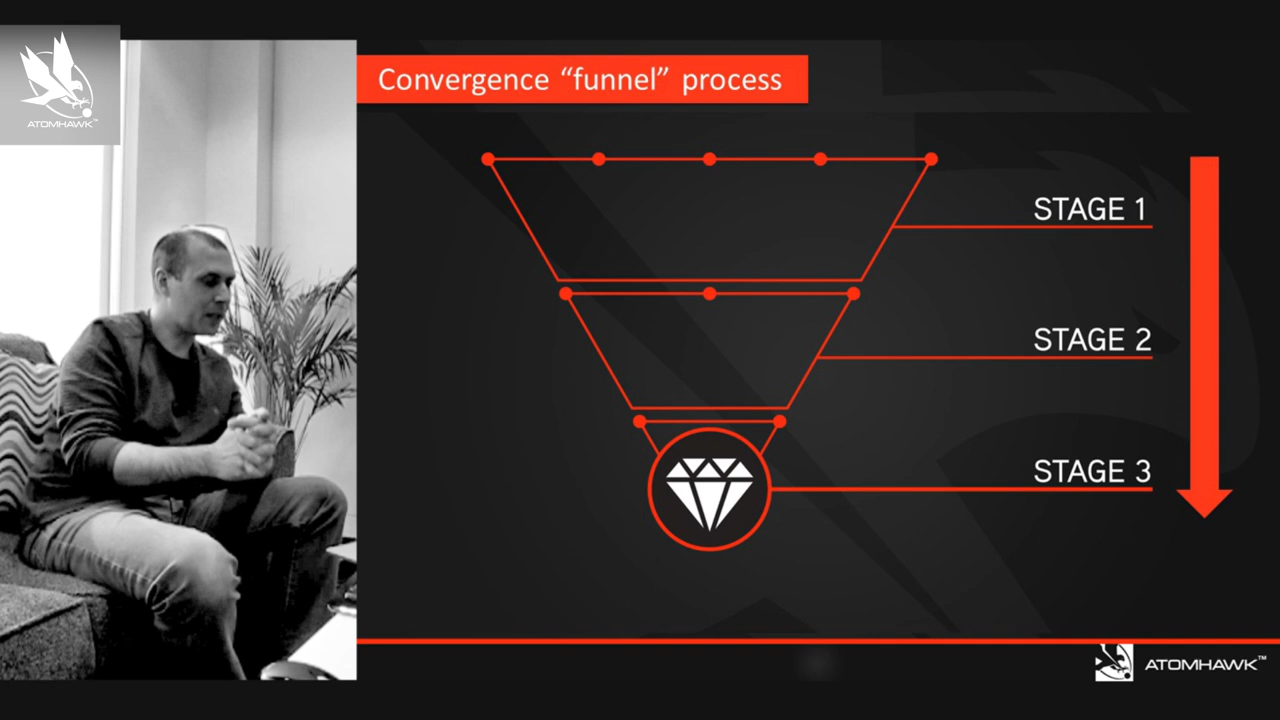 ATOMHAWK™
Convergence “funnel” process
STAGE 1
STAGE 2
STAGE 3
ATOMHAWK™